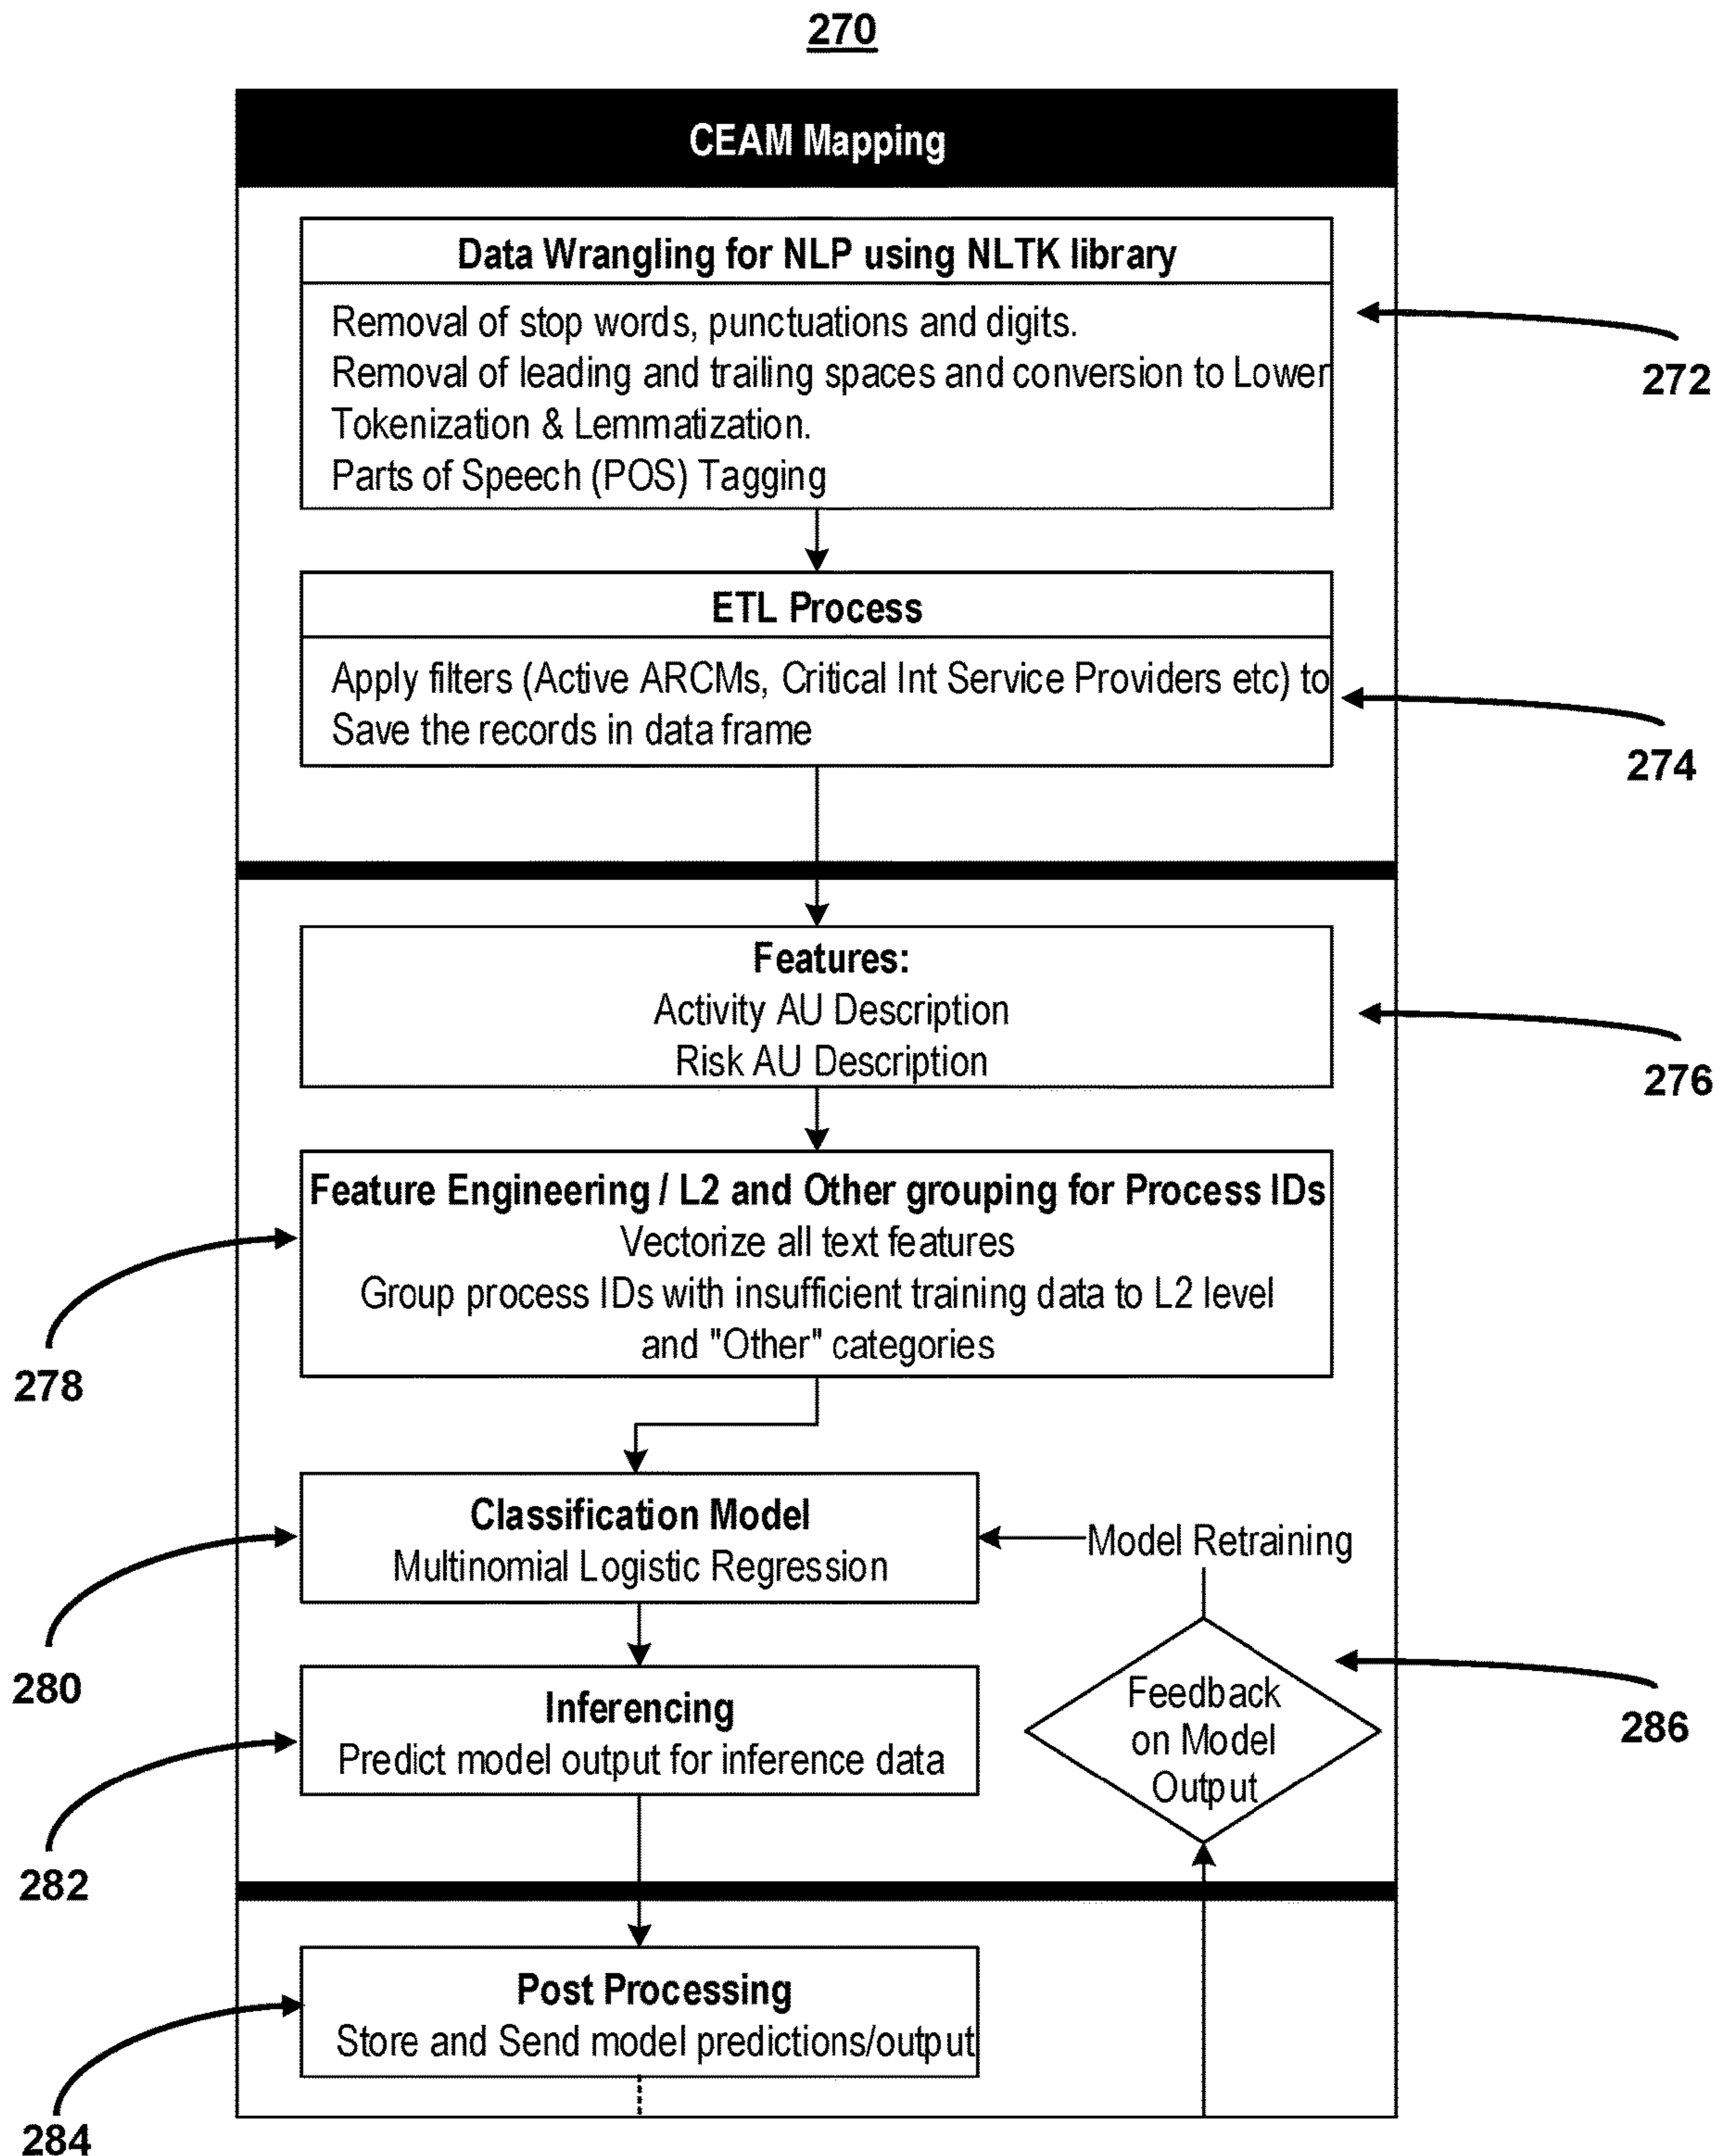 270
CEAM Mapping
Data Wrangling for NLP using NLTK library
Removal of stop words, punctuations and digits.
Removal of leading and trailing spaces and conversion to Lower
Tokenization & Lemmatization.
Parts of Speech (POS) Tagging
272
ETL Process
Apply filters (Active ARCMs, Critical Int Service Providers etc) to
Save the records in data frame
274
Features:
Activity AU Description
Risk AU Description
276
Feature Engineering / L2 and Other grouping for Process IDs
Vectorize all text features
Group process IDs with insufficient training data to L2 level
and "Other" categories
278
Classification Model
Multinomial Logistic Regression
Model Retraining
280
Inferencing
Predict model output for inference data
282
Feedback
on Model
Output
286
Post Processing
Store and Send model predictions/output
284